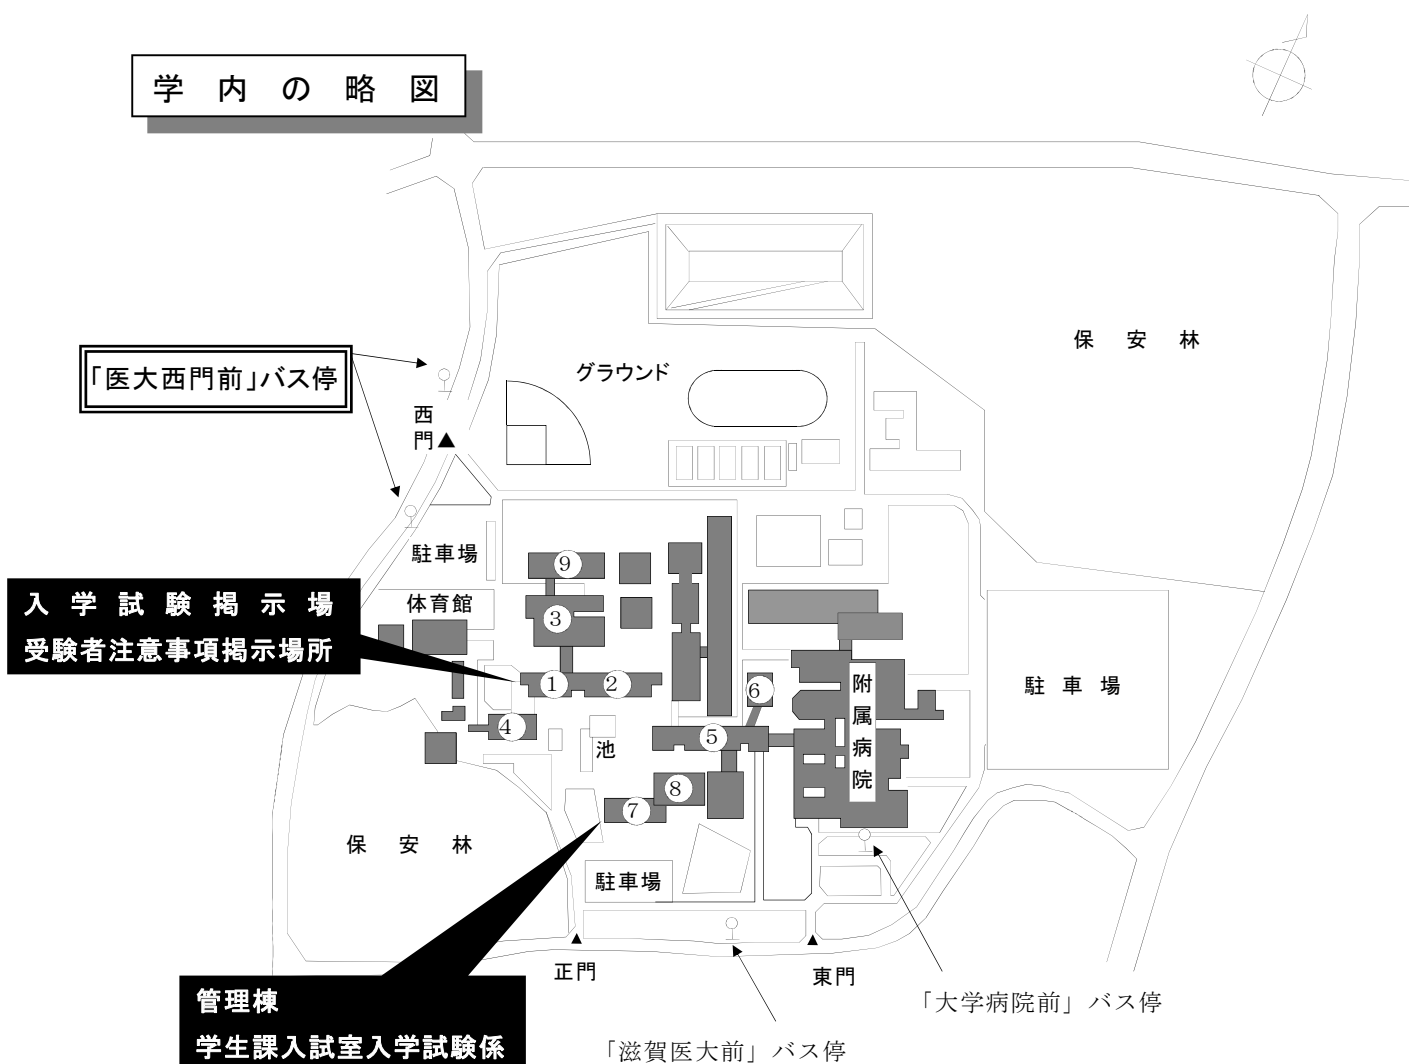 学内の略図
保安林
グラウンド
「医大西門前」バス停
西
門
駐車場
9
入学試験掲示場
受験者注意事項掲示場所
体育館
3
1
2
6
附
属
病
院
駐車場
4
5
池
8
7
保安林
駐車場
正門
東門
管理棟
学生課入試室入学試験係
「大学病院前」バス停
「滋賀医大前」バス停